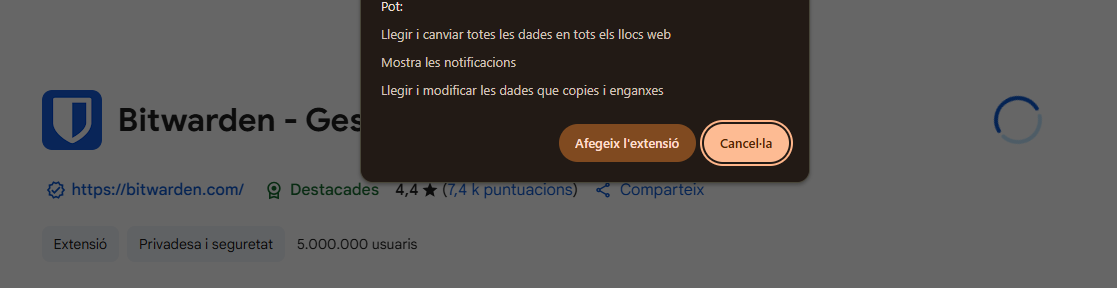 Pot:
Llegir i canviar totes les dades en tots els llocs web
Mostra les notificacions
Llegir i modificar les dades que copies i enganxes
Afegeix l'extensió Cancel·la
Bitwarden - Ges
https://bitwarden.com/ Destacades 4,4 ★ (7,4 k puntuacions) Comparteix
Extensió Privadesa i seguretat 5.000.000 usuaris